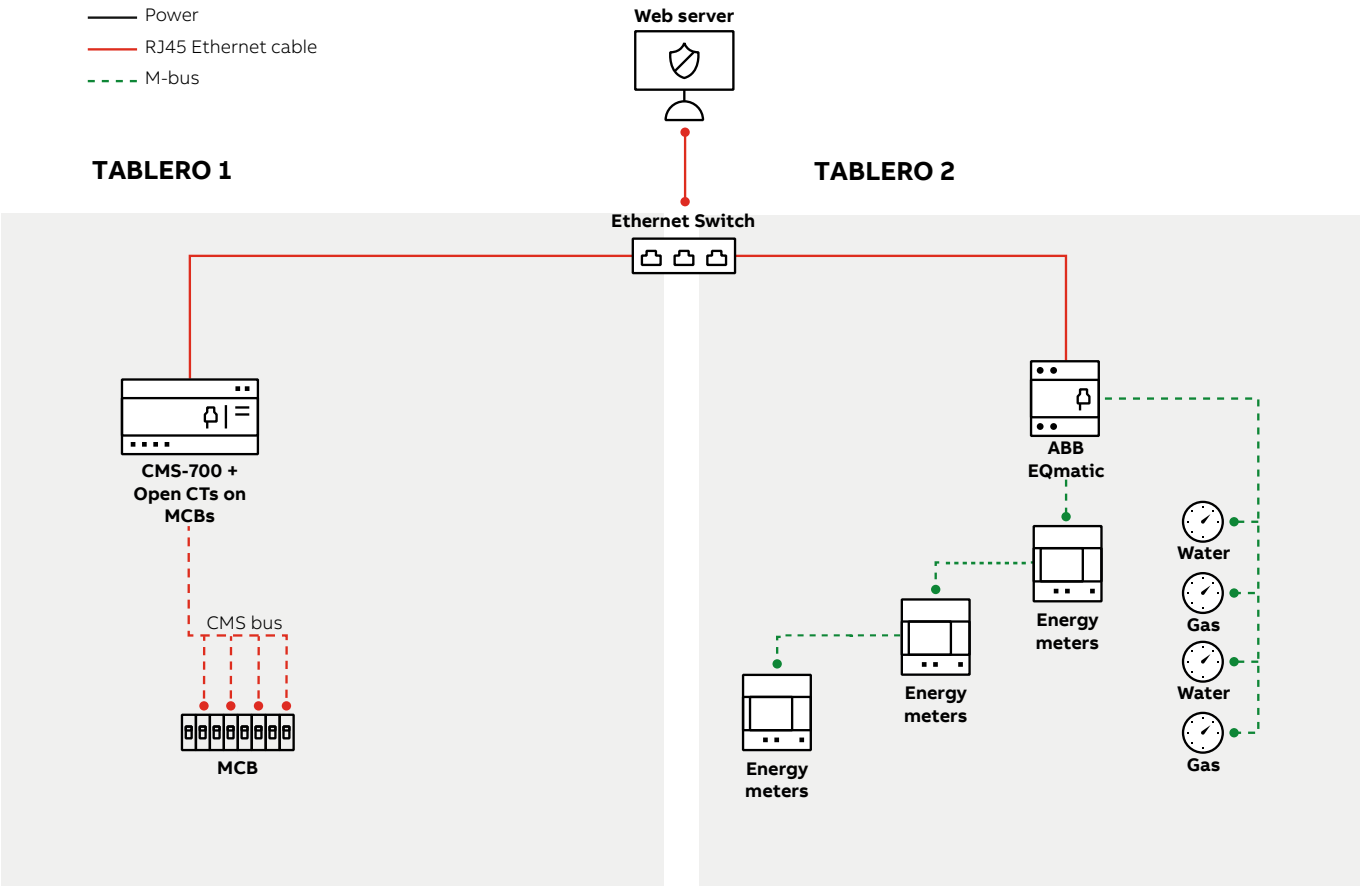 Power
RJ45 Ethernet cable
M-bus
Web server
TABLERO 1
TABLERO 2
Ethernet Switch
CMS-700 +
Open CTs on
MCBs
CMS bus
MCB
ABB
EQmatic
Energy
meters
Energy
meters
Energy
meters
Water
Gas
Water
Gas